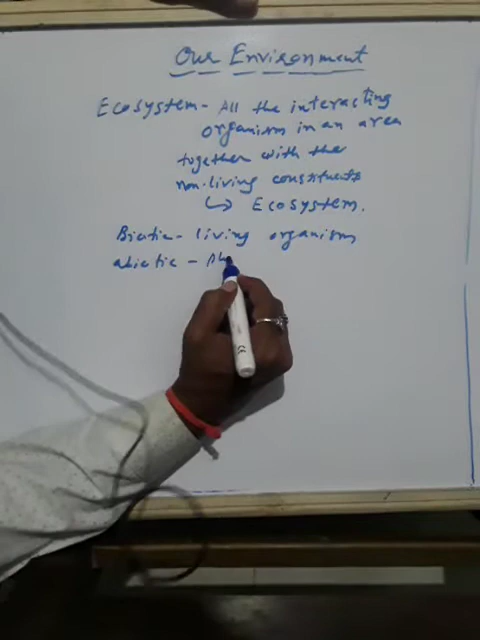 Our Environment
Ecosystem - All the interacting
organism in an area
together with the
non-living constituents
↳ Ecosystem.
Biotic - living organism
abiotic - Ph